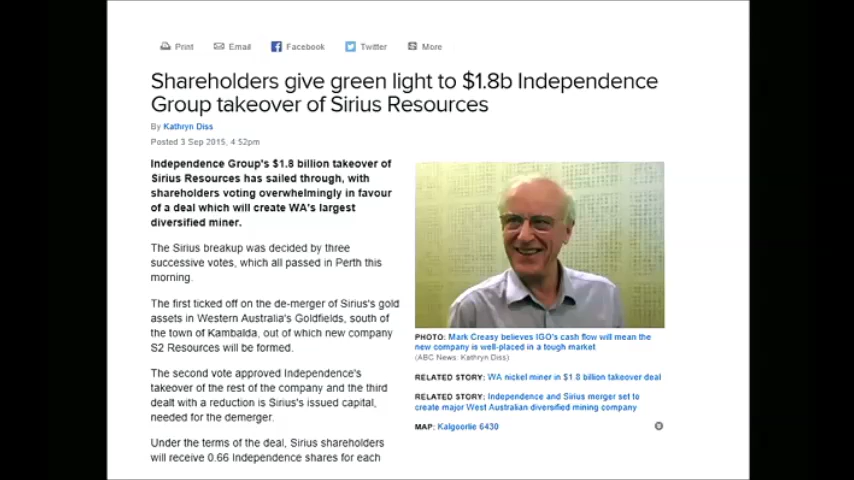 Print Email Facebook Twitter More
Shareholders give green light to $1.8b Independence
Group takeover of Sirius Resources
By Kathryn Diss
Posted 3 Sep 2015, 4:52pm
Independence Group's $1.8 billion takeover of
Sirius Resources has sailed through, with
shareholders voting overwhelmingly in favour
of a deal which will create WA's largest
diversified miner.
The Sirius breakup was decided by three
successive votes, which all passed in Perth this
morning.
The first ticked off on the de-merger of Sirius's gold
assets in Western Australia's Goldfields, south of
the town of Kambalda, out of which new company
S2 Resources will be formed.
The second vote approved Independence's
takeover of the rest of the company and the third
dealt with a reduction is Sirius's issued capital,
needed for the demerger.
Under the terms of the deal, Sirius shareholders
will receive 0.66 Independence shares for each
PHOTO: Mark Creasy believes IGO's cash flow will mean the
new company is well-placed in a tough market
(ABC News: Kathryn Diss)
RELATED STORY: WA nickel miner in $1.8 billion takeover deal
RELATED STORY: Independence and Sirius merger set to
create major West Australian diversified mining company
MAP: Kalgoorlie 6430